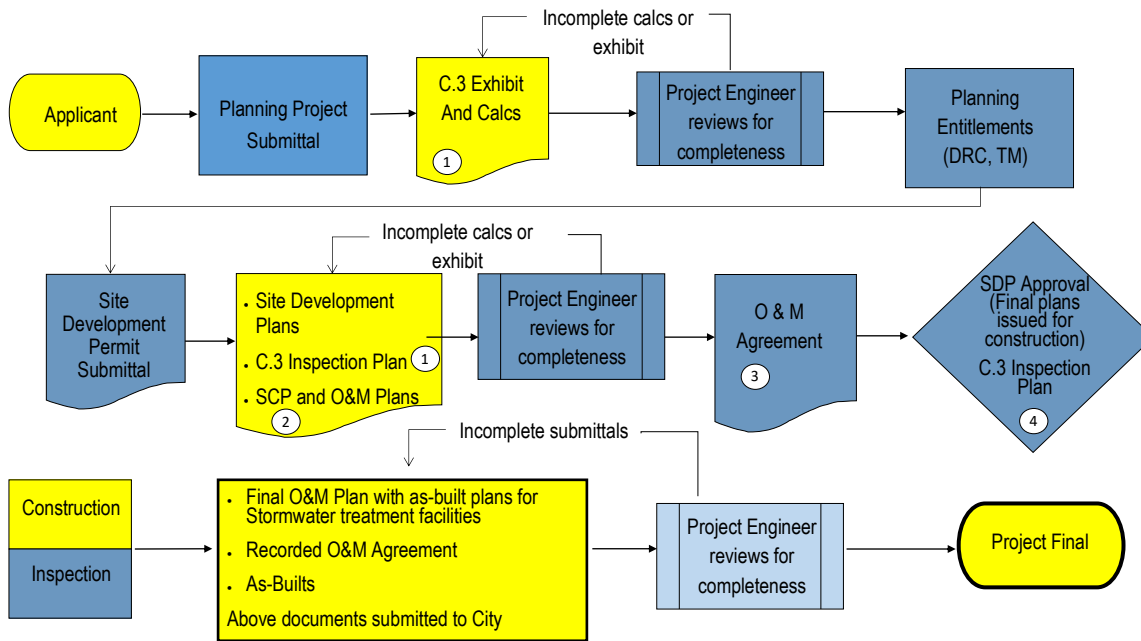 Incomplete calcs or
exhibit
Applicant
Planning Project
Submittal
C.3 Exhibit
And Calcs
1
Project Engineer
reviews for
completeness
Planning
Entitlements
(DRC, TM)
Incomplete calcs or
exhibit
Site
Development
Permit
Submittal
• Site Development
Plans
• C.3 Inspection Plan
1
• SCP and O&M Plans
2
Project Engineer
reviews for
completeness
O & M
Agreement
3
SDP Approval
(Final plans
issued for
construction)
C.3 Inspection
Plan
4
Incomplete submittals
Construction
Inspection
• Final O&M Plan with as-built plans for
Stormwater treatment facilities
• Recorded O&M Agreement
• As-Builts
Above documents submitted to City
Project Engineer
reviews for
completeness
Project Final